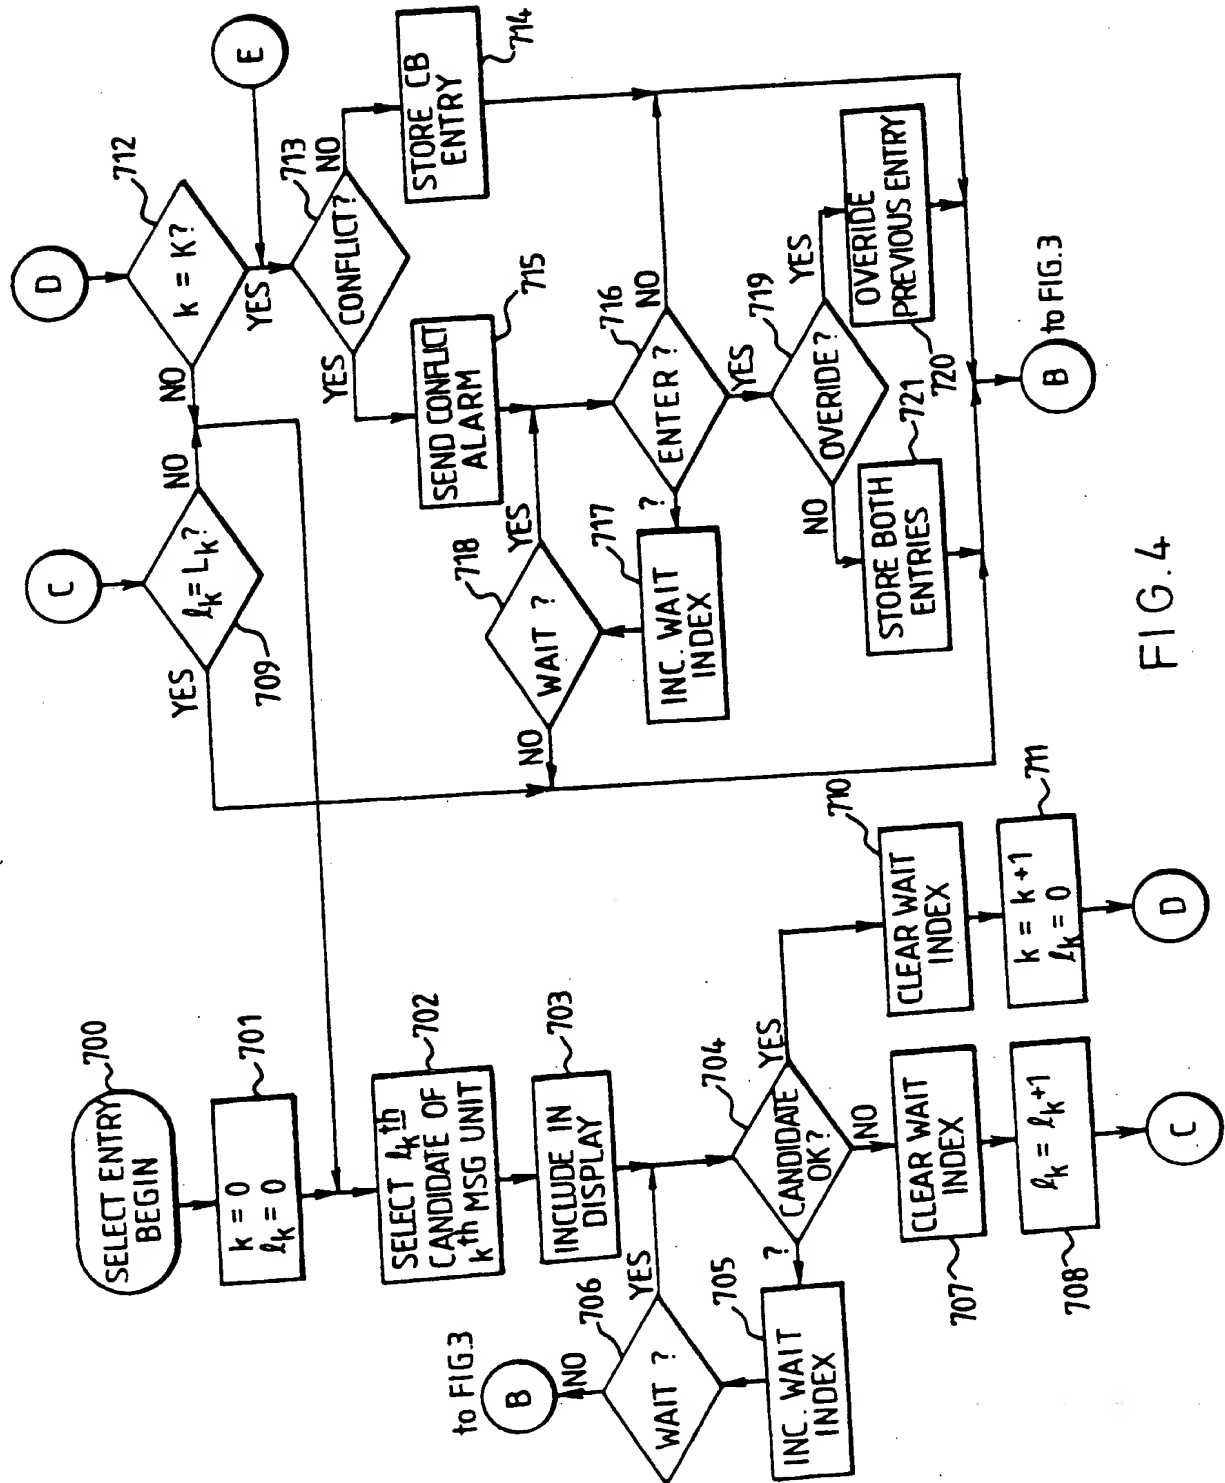 SELECT ENTRY
BEGIN
700
k = 0
ℓk = 0
701
SELECT ℓk th
CANDIDATE OF
kth MSG UNIT
702
INCLUDE IN
DISPLAY
703
to FIG.3
B
NO
706
WAIT ?
YES
705
INC. WAIT
INDEX
?
704
CANDIDATE
OK?
YES
NO
CLEAR WAIT
INDEX
707
ℓk = ℓk+1
708
C
710
CLEAR WAIT
INDEX
711
k = k+1
ℓk = 0
D
C
ℓk = Lk?
709
YES
NO
D
712
k = K?
NO
YES
E
713
CONFLICT?
NO
YES
STORE CB
ENTRY
714
SEND CONFLICT
ALARM
715
716
ENTER ?
NO
YES
?
717
INC. WAIT
INDEX
718
WAIT ?
YES
NO
719
OVERIDE?
YES
NO
OVERIDE
PREVIOUS ENTRY
720
721
STORE BOTH
ENTRIES
B
to FIG.3
FIG.4